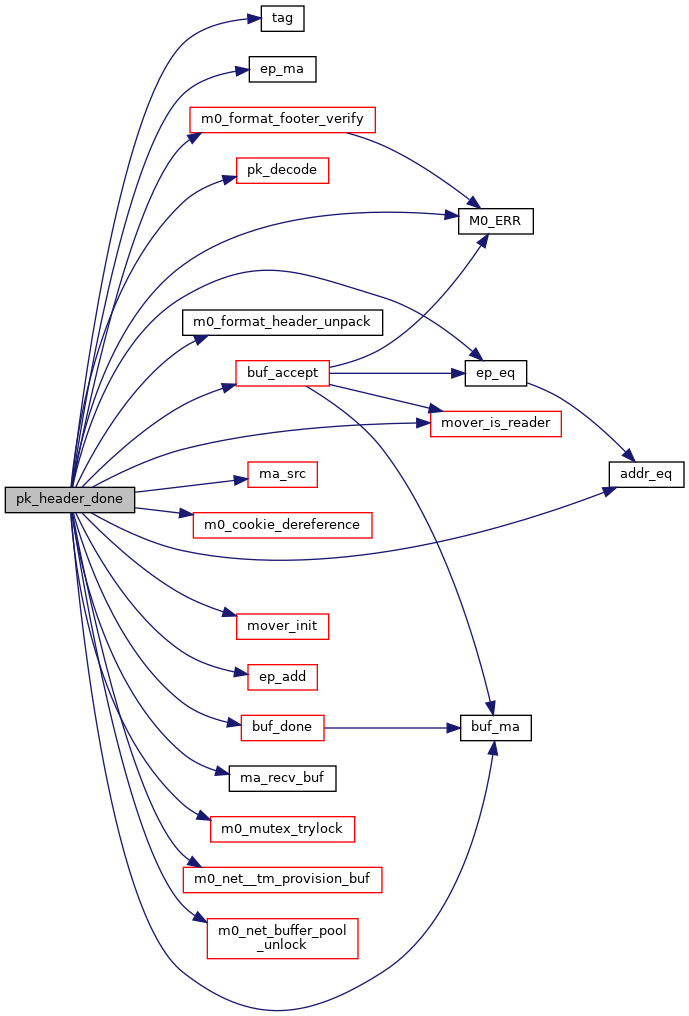 tag
ep_ma
m0_format_footer_verify
pk_decode
M0_ERR
m0_format_header_unpack
buf_accept
ep_eq
mover_is_reader
ma_src
addr_eq
pk_header_done
m0_cookie_dereference
mover_init
ep_add
buf_done
buf_ma
ma_recv_buf
m0_mutex_trylock
m0_net__tm_provision_buf
m0_net_buffer_pool
_unlock